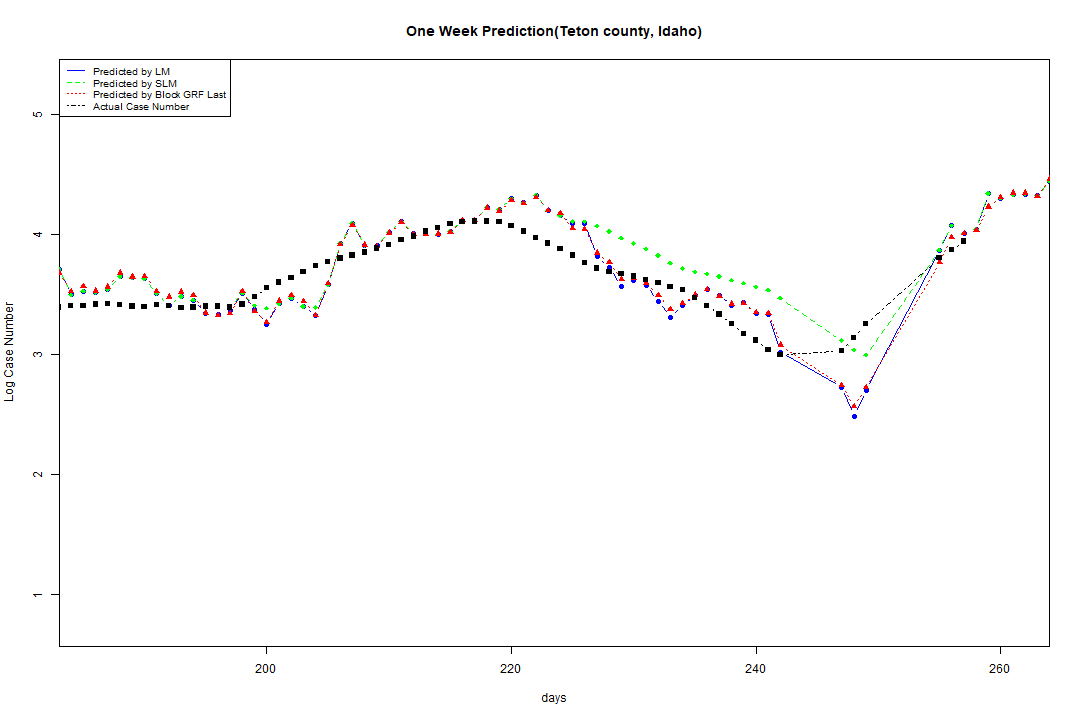 One Week Prediction(Teton county, Idaho)
Predicted by LM
Predicted by SLM
Predicted by Block GRF Last
Actual Case Number
5
4
3
2
1
Log Case Number
200 220 240 260
days